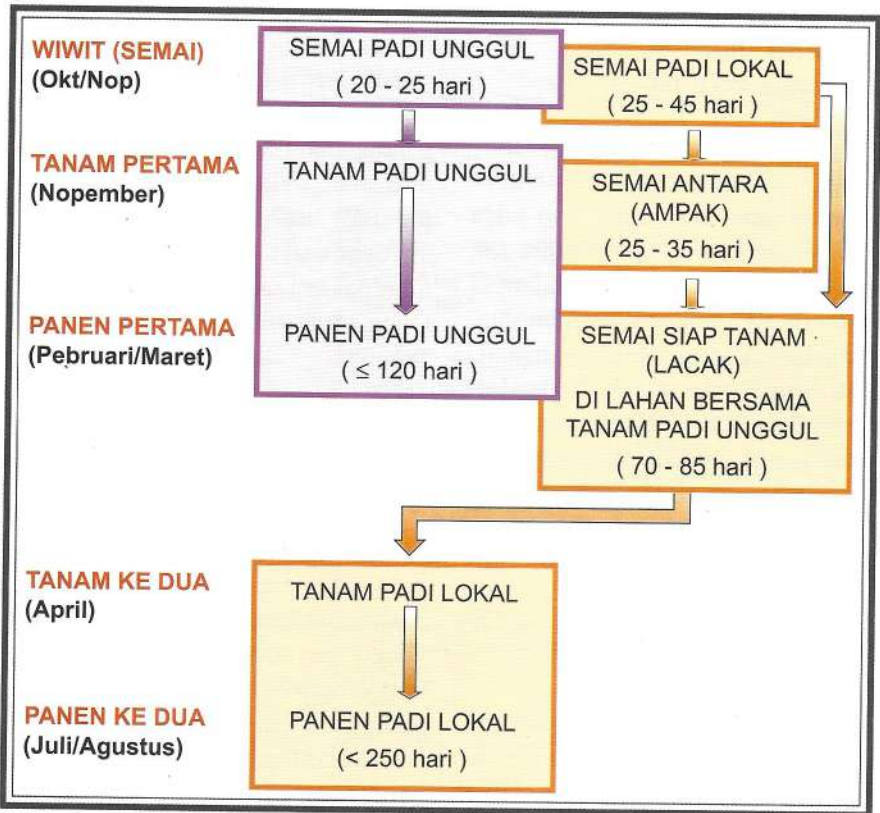 WIWIT (SEMAI)
(Okt/Nop)
SEMAI PADI UNGGUL
( 20 - 25 hari )
SEMAI PADI LOKAL
( 25 - 45 hari )
TANAM PERTAMA
(Nopember)
TANAM PADI UNGGUL
SEMAI ANTARA
(AMPAK)
( 25 - 35 hari )
PANEN PERTAMA
(Pebruari/Maret)
PANEN PADI UNGGUL
( ≤ 120 hari )
SEMAI SIAP TANAM
(LACAK)
DI LAHAN BERSAMA
TANAM PADI UNGGUL
( 70 - 85 hari )
TANAM KE DUA
(April)
TANAM PADI LOKAL
PANEN KE DUA
(Juli/Agustus)
PANEN PADI LOKAL
(< 250 hari )